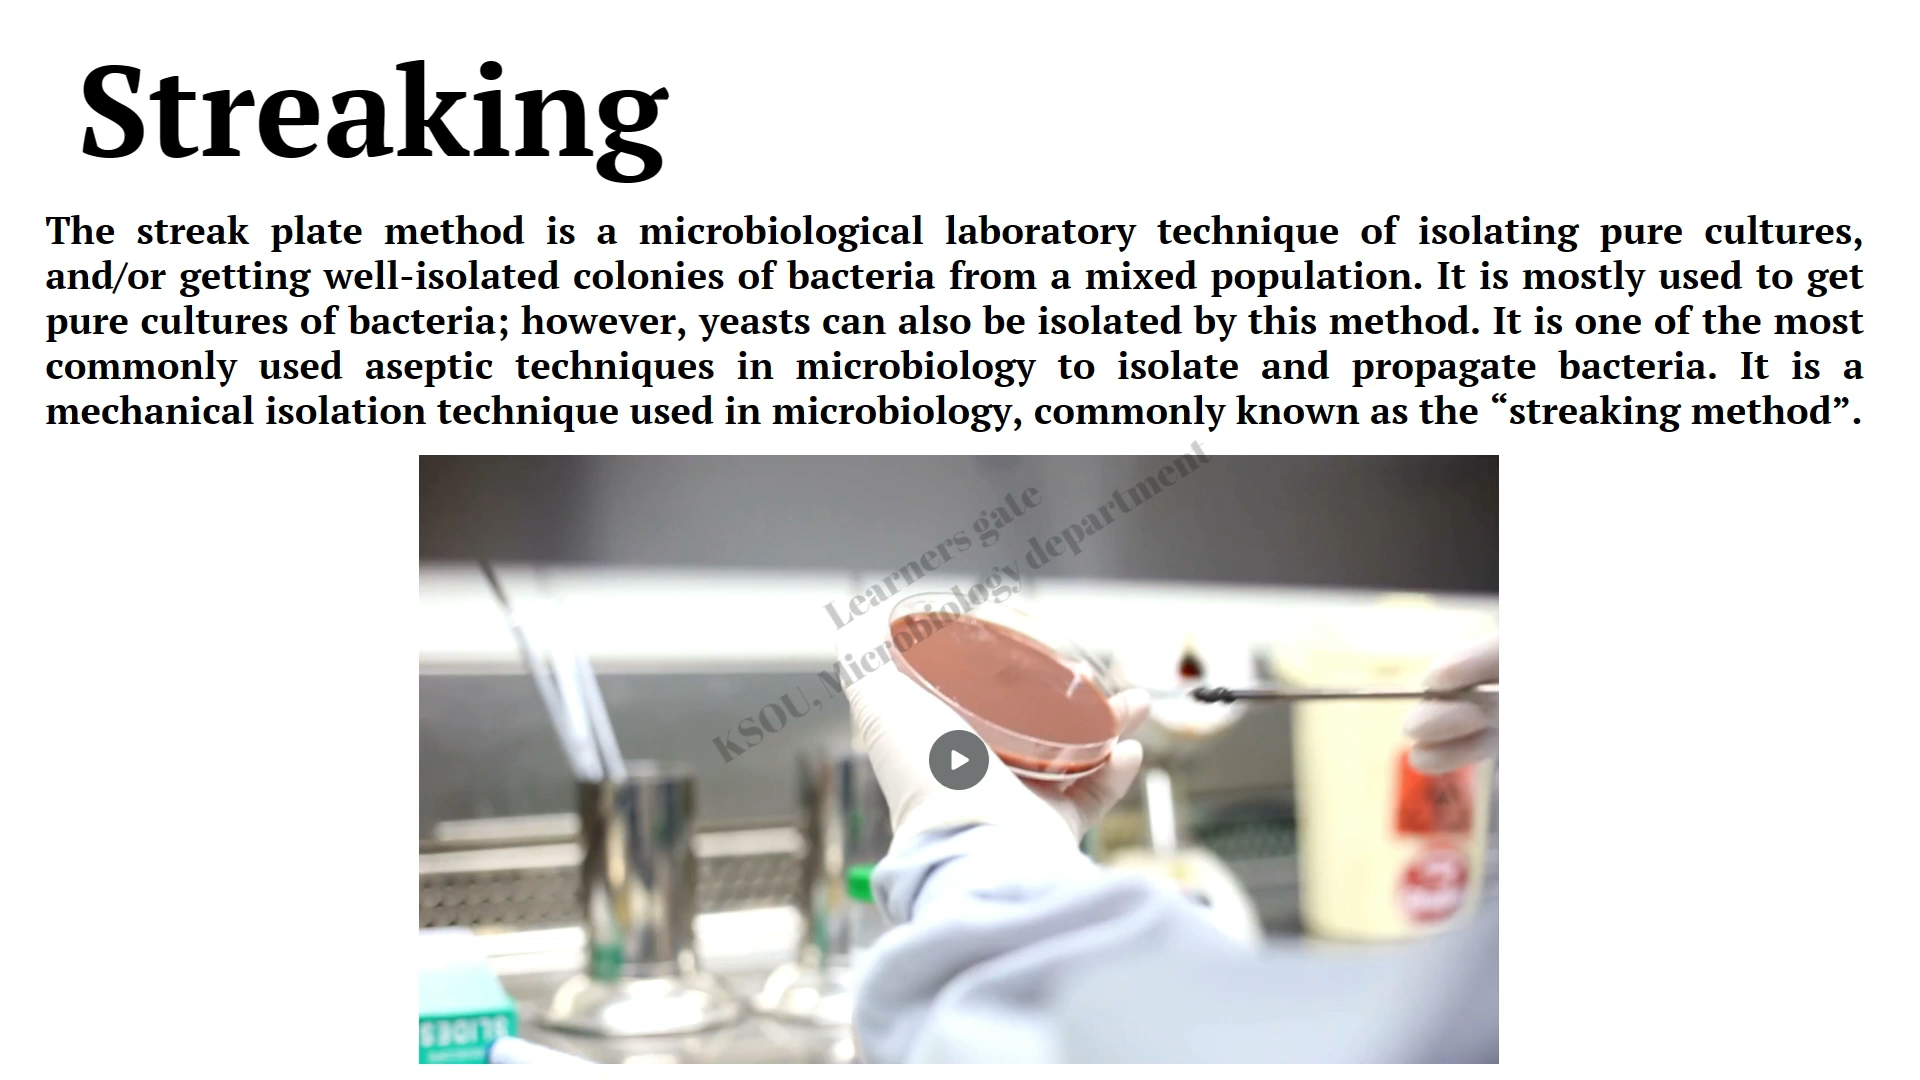 Streaking
The streak plate method is a microbiological laboratory technique of isolating pure cultures,
and/or getting well-isolated colonies of bacteria from a mixed population. It is mostly used to get
pure cultures of bacteria; however, yeasts can also be isolated by this method. It is one of the most
commonly used aseptic techniques in microbiology to isolate and propagate bacteria. It is a
mechanical isolation technique used in microbiology, commonly known as the “streaking method”.
Learners gate
KSOU, Microbiology department
SLIDES